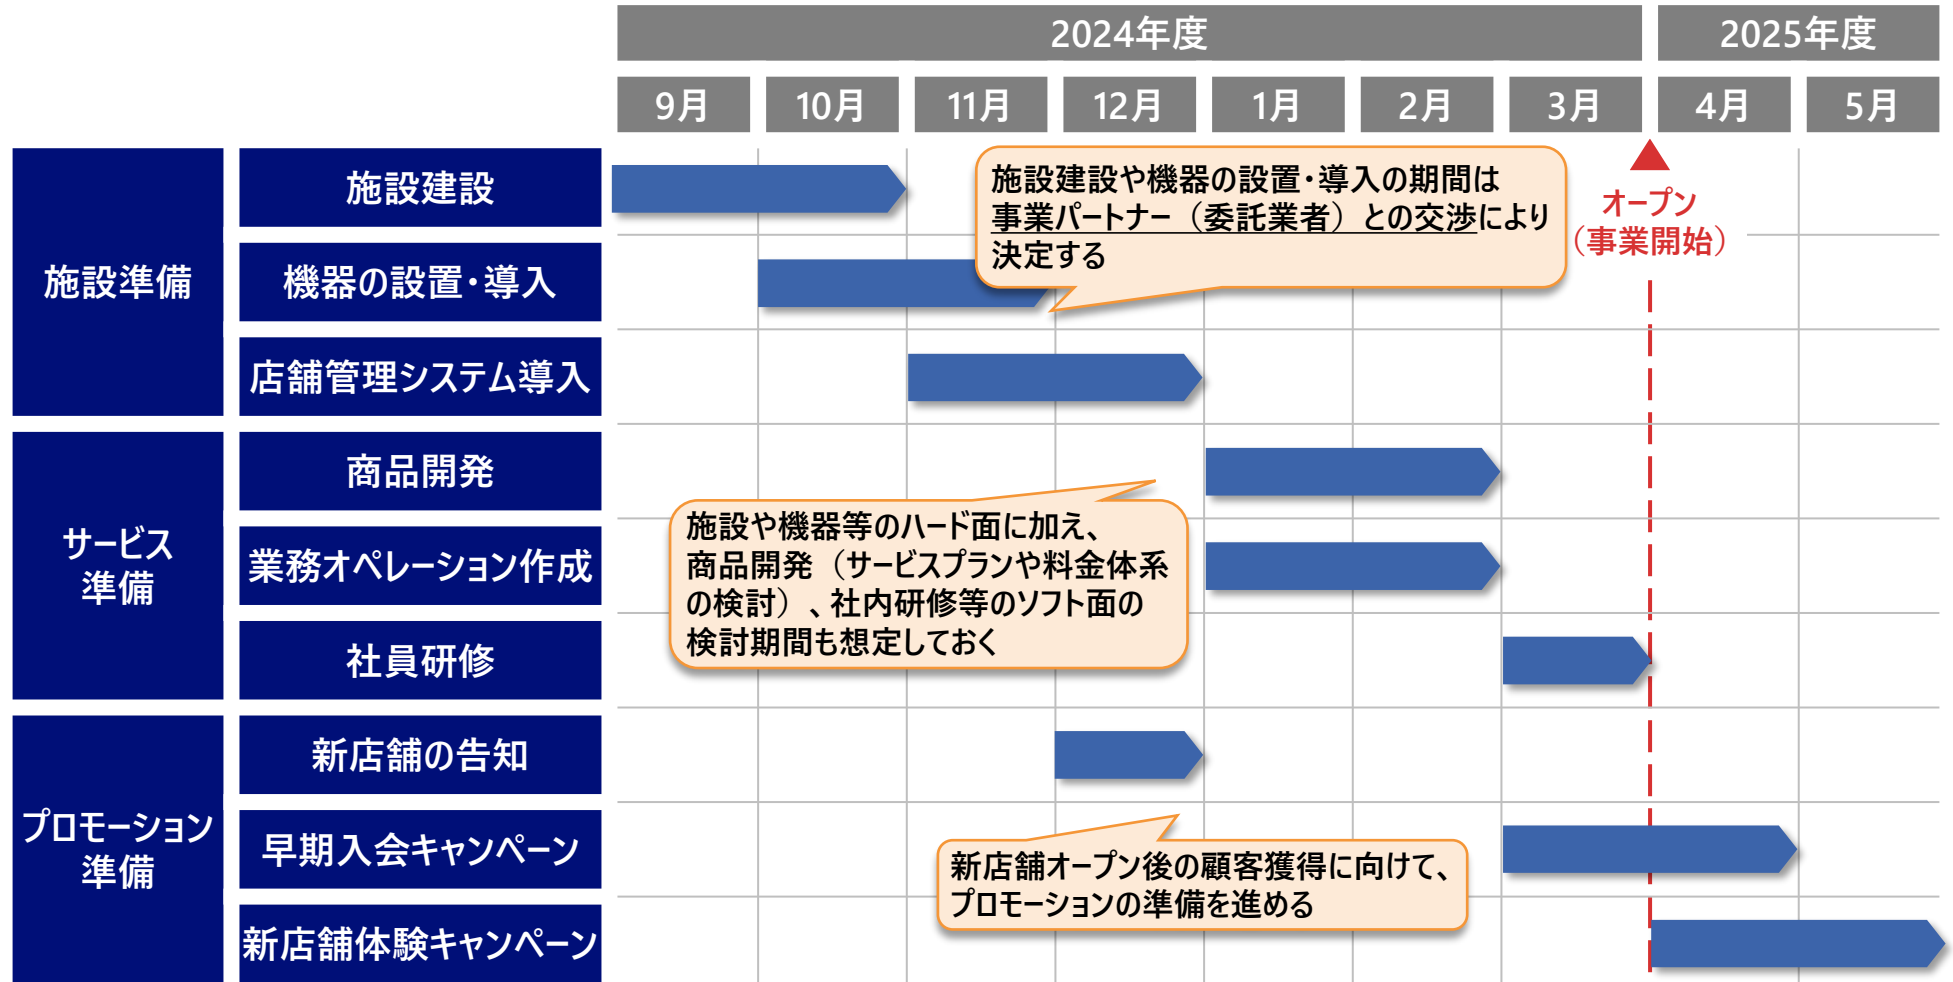 2024年度
2025年度
9月
10月
11月
12月
1月
2月
3月
4月
5月
オープン
（事業開始）
施設準備
施設建設
機器の設置・導入
店舗管理システム導入
施設建設や機器の設置・導入の期間は
事業パートナー（委託業者）との交渉により
決定する
サービス
準備
商品開発
業務オペレーション作成
社員研修
施設や機器等のハード面に加え、
商品開発（サービスプランや料金体系
の検討）、社内研修等のソフト面の
検討期間も想定しておく
プロモーション
準備
新店舗の告知
早期入会キャンペーン
新店舗体験キャンペーン
新店舗オープン後の顧客獲得に向けて、
プロモーションの準備を進める